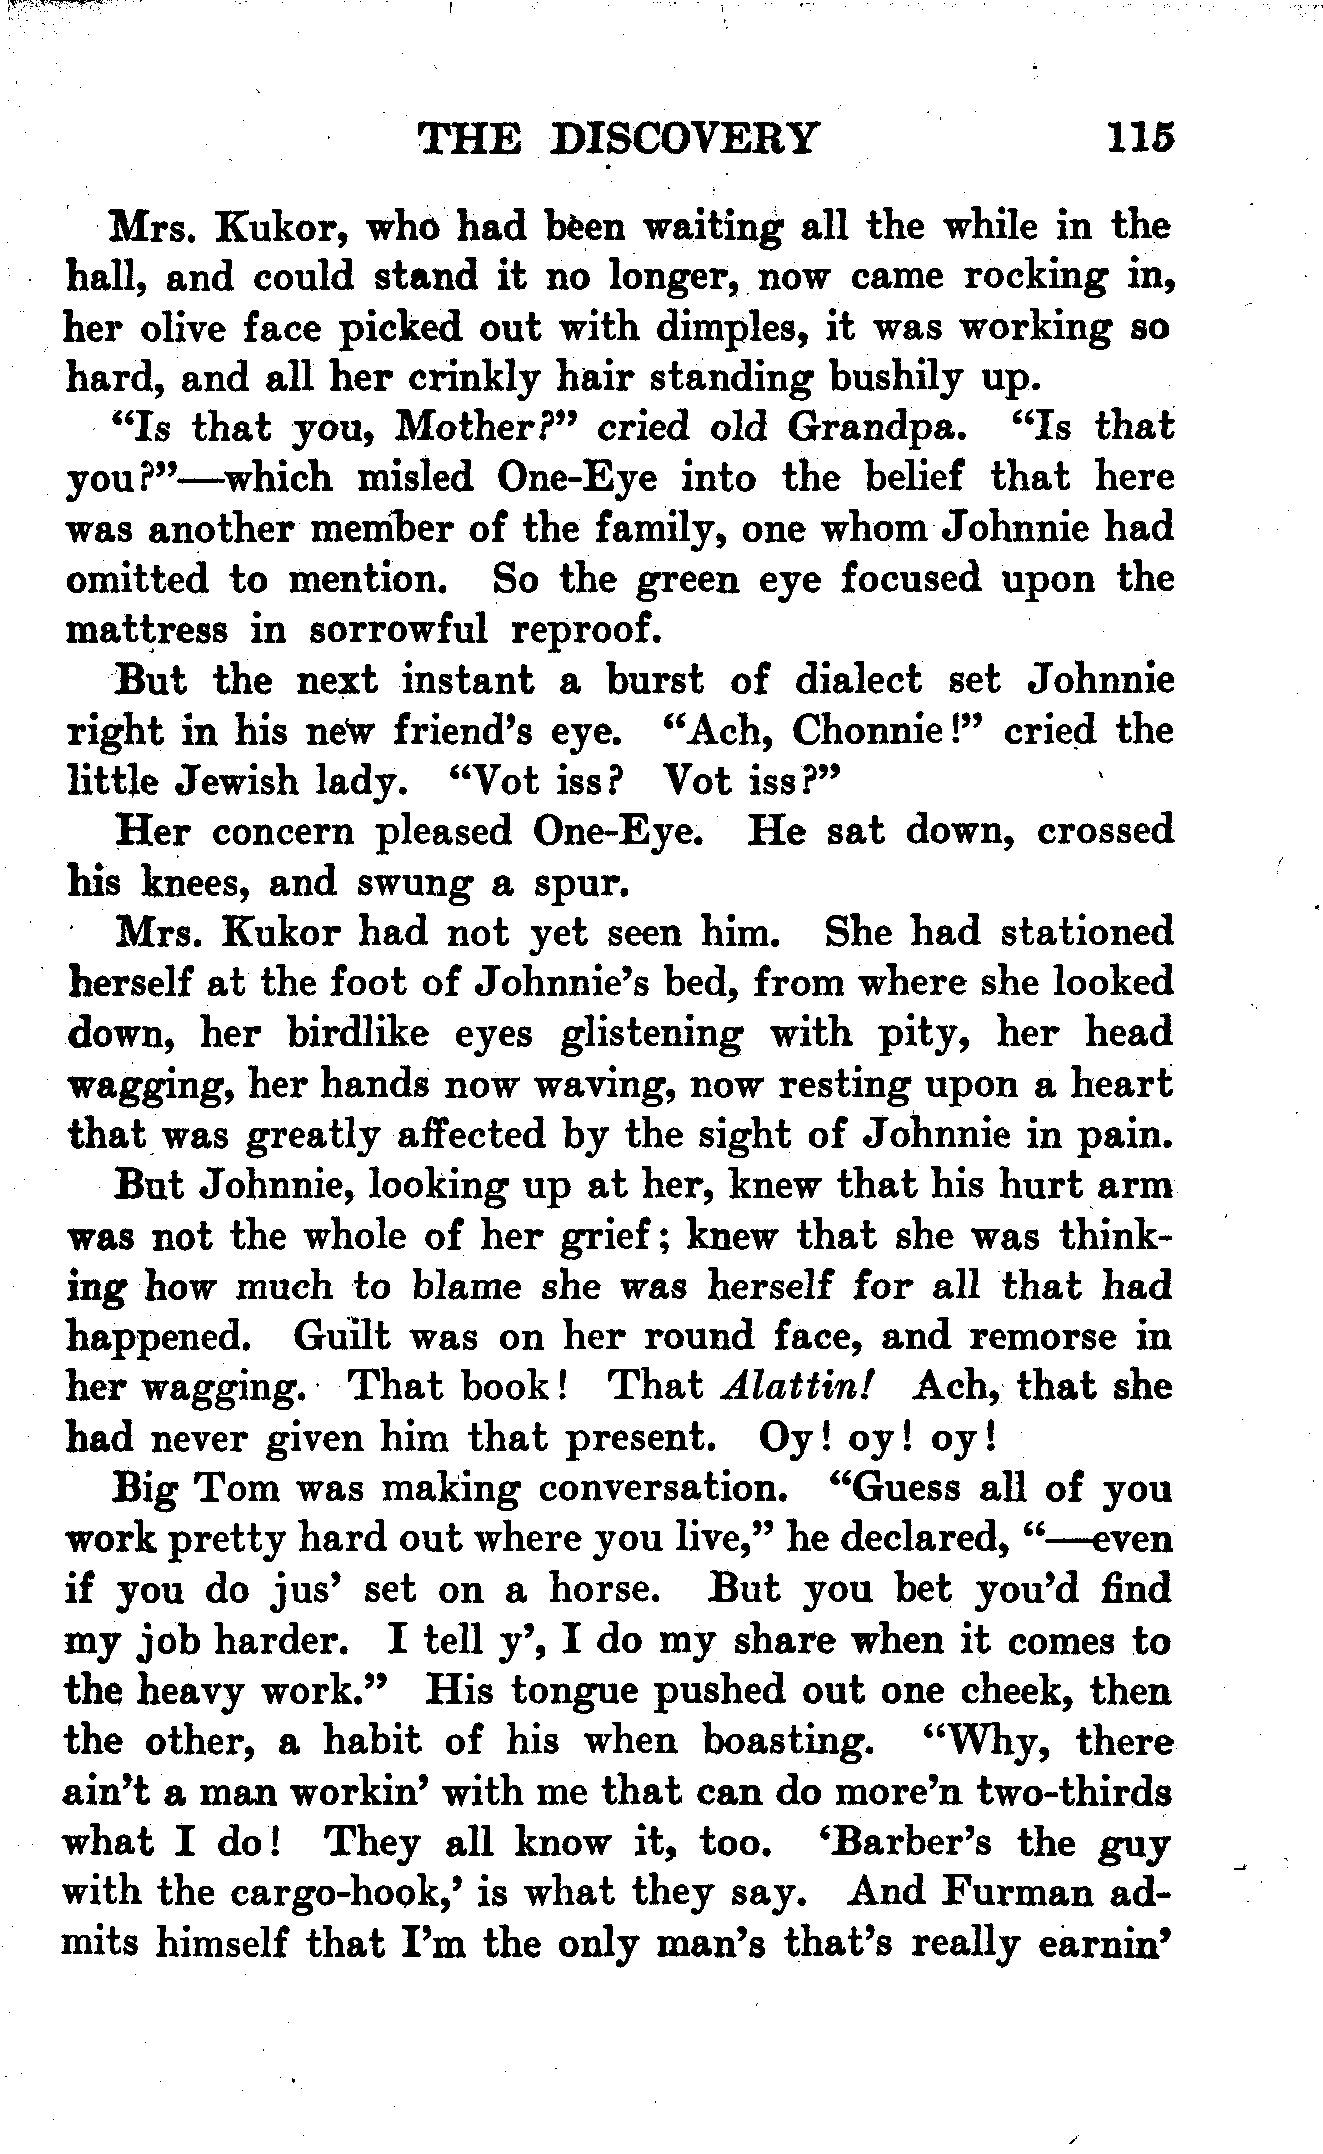 THE DISCOVERY 115
Mrs. Kukor, who had been waiting all the while in the
hall, and could stand it no longer, now came rocking in,
her olive face picked out with dimples, it was working so
hard, and all her crinkly hair standing bushily up.
“Is that you, Mother?” cried old Grandpa. “Is that
you?”—which misled One-Eye into the belief that here
was another member of the family, one whom Johnnie had
omitted to mention. So the green eye focused upon the
mattress in sorrowful reproof.
But the next instant a burst of dialect set Johnnie
right in his new friend’s eye. “Ach, Chonnie!” cried the
little Jewish lady. “Vot iss? Vot iss?”
Her concern pleased One-Eye. He sat down, crossed
his knees, and swung a spur.
Mrs. Kukor had not yet seen him. She had stationed
herself at the foot of Johnnie’s bed, from where she looked
down, her birdlike eyes glistening with pity, her head
wagging, her hands now waving, now resting upon a heart
that was greatly affected by the sight of Johnnie in pain.
But Johnnie, looking up at her, knew that his hurt arm
was not the whole of her grief; knew that she was think-
ing how much to blame she was herself for all that had
happened. Guilt was on her round face, and remorse in
her wagging. That book! That Alattin! Ach, that she
had never given him that present. Oy! oy! oy!
Big Tom was making conversation. “Guess all of you
work pretty hard out where you live,” he declared, “—even
if you do jus’ set on a horse. But you bet you’d find
my job harder. I tell y’, I do my share when it comes to
the heavy work.” His tongue pushed out one cheek, then
the other, a habit of his when boasting. “Why, there
ain’t a man workin’ with me that can do more’n two-thirds
what I do! They all know it, too. ‘Barber’s the guy
with the cargo-hook,’ is what they say. And Furman ad-
mits himself that I’m the only man’s that’s really earnin’